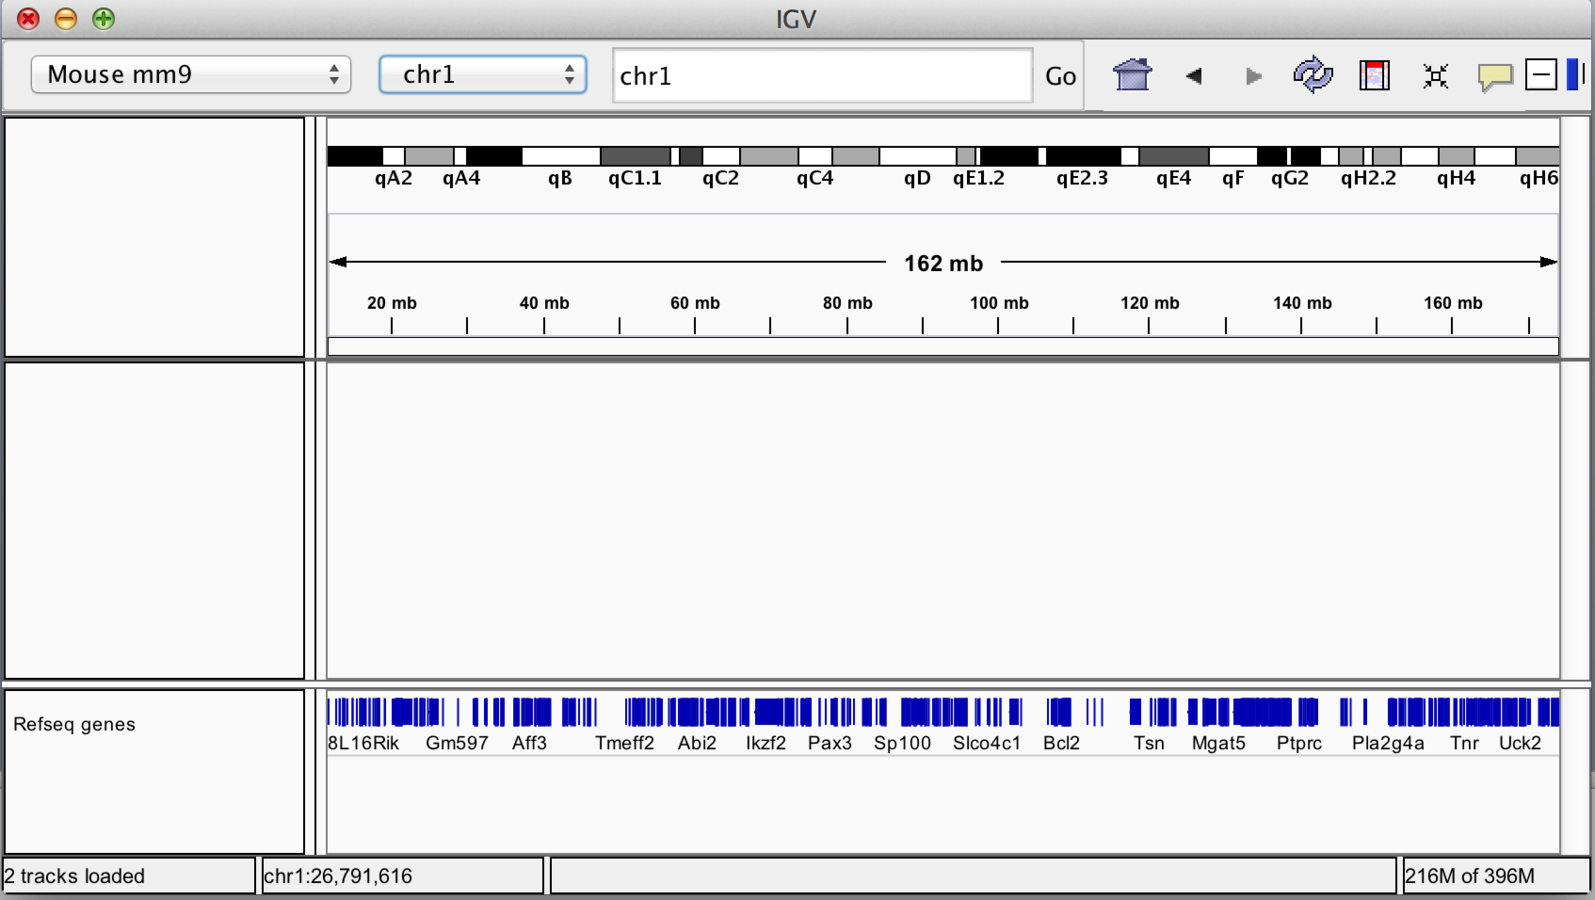 IGV
Mouse mm9 chr1 chr1 Go
qA2 qA4 qB qC1.1 qC2 qC4 qD qE1.2 qE2.3 qE4 qF qG2 qH2.2 qH4 qH6
162 mb
20 mb 40 mb 60 mb 80 mb 100 mb 120 mb 140 mb 160 mb
Refseq genes
8L16Rik Gm597 Aff3 Tmeff2 Abi2 Ikzf2 Pax3 Sp100 Slco4c1 Bcl2 Tsn Mgat5 Ptprc Pla2g4a Tnr Uck2
2 tracks loaded chr1:26,791,616 216M of 396M